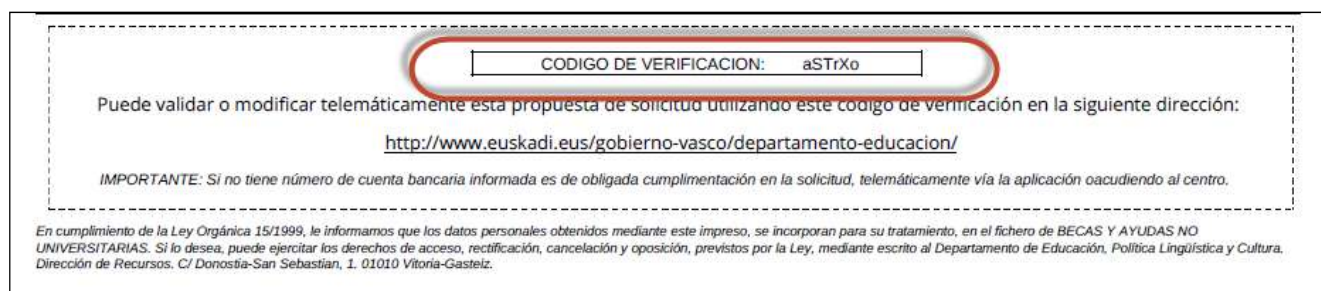 CODIGO DE VERIFICACION: aSTrXo
Puede validar o modificar telemáticamente esta propuesta de solicitud utilizando este código de verificación en la siguiente dirección:
http://www.euskadi.eus/gobierno-vasco/departamento-educacion/
IMPORTANTE: Si no tiene número de cuenta bancaria informada es de obligada cumplimentación en la solicitud, telemáticamente vía la aplicación oacudiendo al centro.
En cumplimiento de la Ley Orgánica 15/1999, le informamos que los datos personales obtenidos mediante este impreso, se incorporan para su tratamiento, en el fichero de BECAS Y AYUDAS NO
UNIVERSITARIAS. Si lo desea, puede ejercitar los derechos de acceso, rectificación, cancelación y oposición, previstos por la Ley, mediante escrito al Departamento de Educación, Política Lingüística y Cultura.
Dirección de Recursos. C/ Donostia-San Sebastian, 1. 01010 Vitoria-Gasteiz.